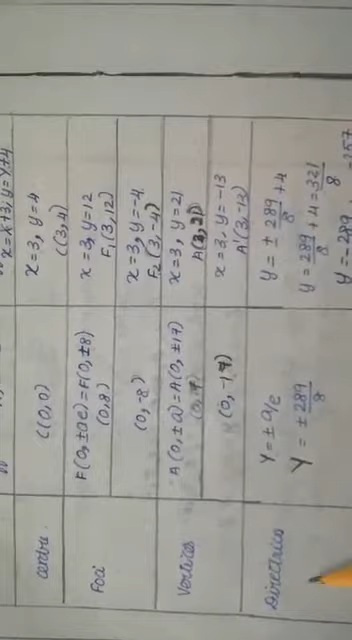 x = X+3, y = Y+4
centre.
C(0,0)
x = 3, y = 4
C(3,4)
Foci
F(0, ±ae) = F(0, ±8)
(0,8)
x = 3, y = 12
F1(3, 12)
(0, -8)
x = 3, y = -4
F2(3, -4)
Vertices
A(0, ±a) = A(0, ±17)
(0, 17)
x = 3, y = 21
A(3, 21)
(0, -17)
x = 3, y = -13
A'(3, -13)
Directrices
Y = ± a/e
Y = ± 289/8
y = ± 289/8 + 4
y = 289/8 + 4 = 321/8
y = -289
-257